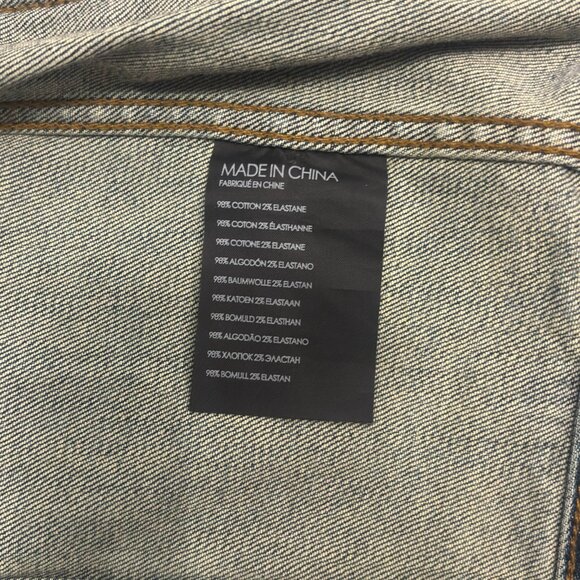 MADE IN CHINA
FABRIQUÉ EN CHINE
98% COTTON 2% ELASTANE
98% COTON 2% ÉLASTHANNE
98% COTONE 2% ELASTANE
98% ALGODÓN 2% ELASTANO
98% BAUMWOLLE 2% ELASTAN
98% KATOEN 2% ELASTAAN
98% BOMULD 2% ELASTHAN
98% ALGODÃO 2% ELASTANO
98% ХЛОПОК 2% ЭЛАСТАН
98% BOMULL 2% ELASTAN